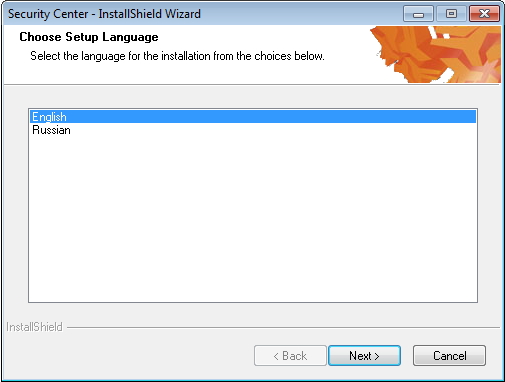 Security Center - InstallShield Wizard
Choose Setup Language
Select the language for the installation from the choices below.
English
Russian
InstallShield
< Back
Next >
Cancel